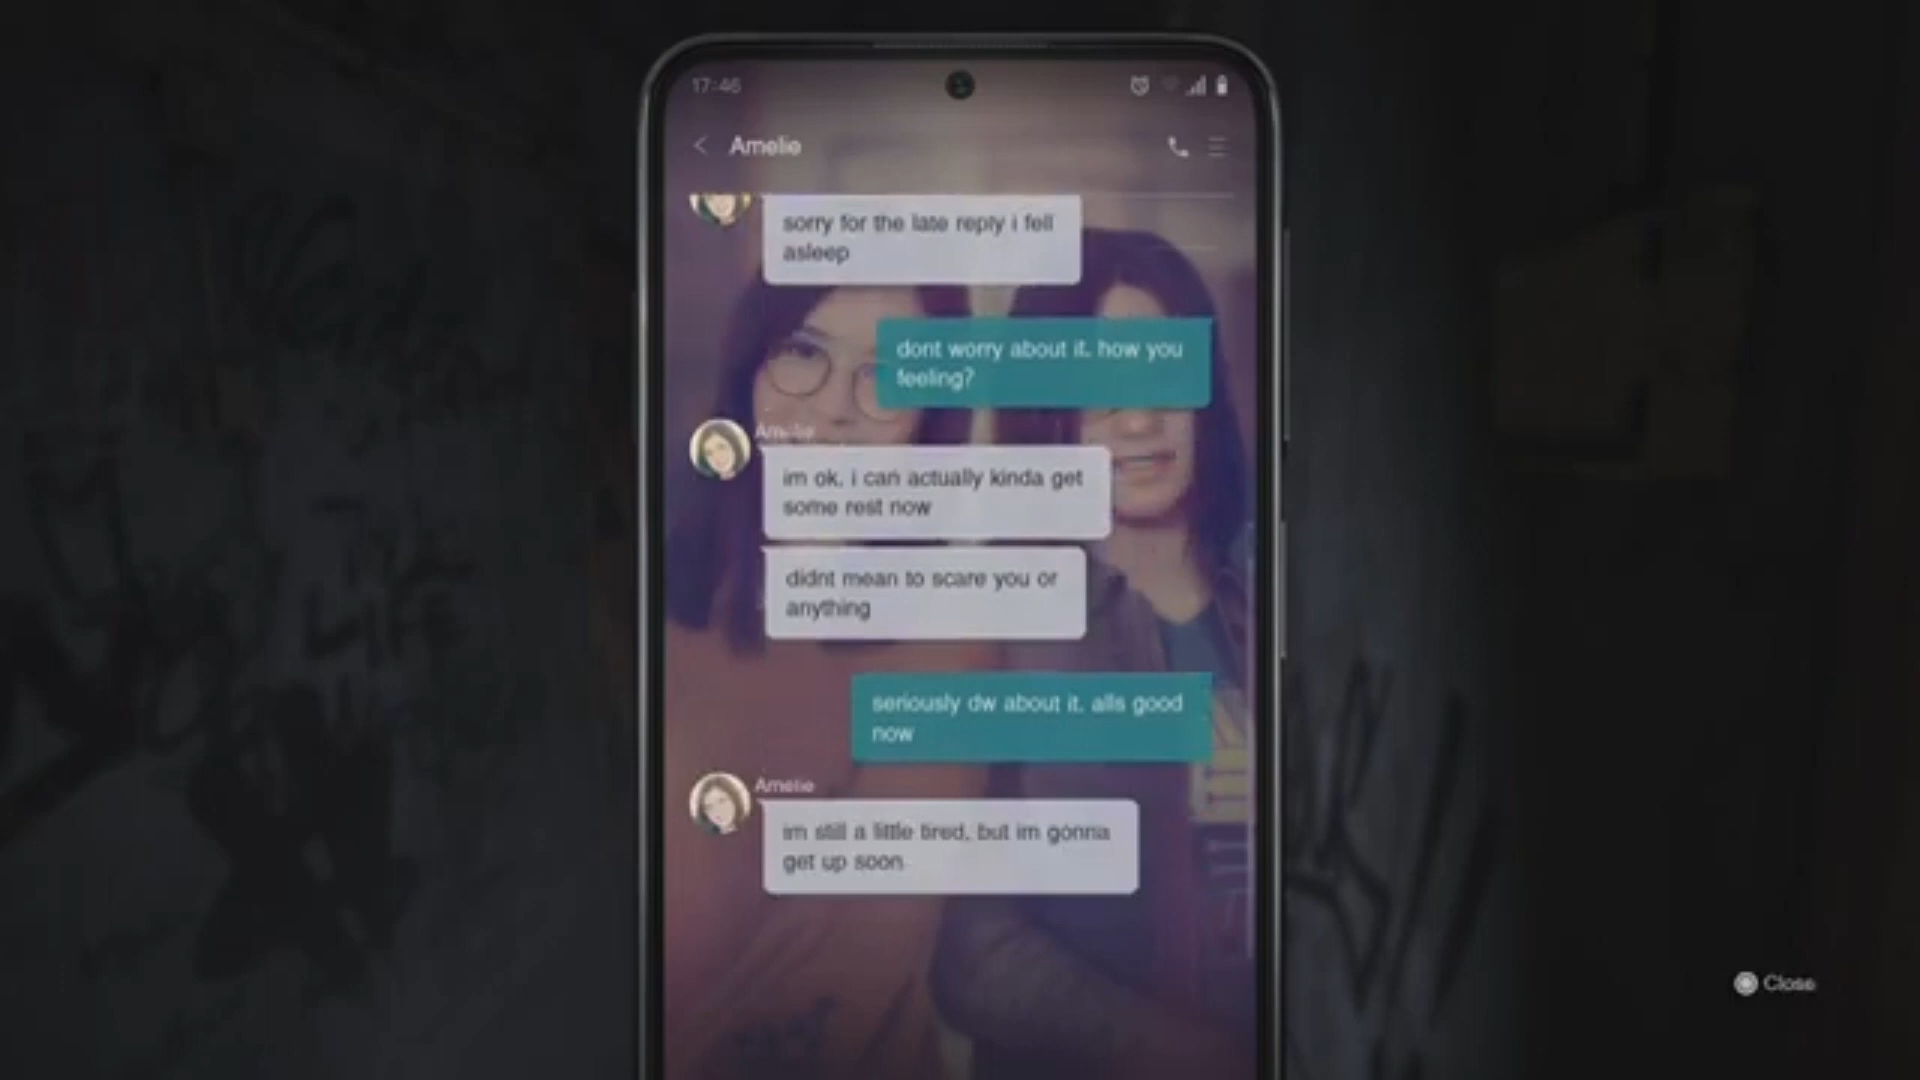 17:46
Amelie
sorry for the late reply i fell
asleep
dont worry about it. how you
feeling?
Amelie
im ok, i can actually kinda get
some rest now
didnt mean to scare you or
anything
seriously dw about it, alls good
now
Amelie
im still a little tired, but im gonna
get up soon
Close